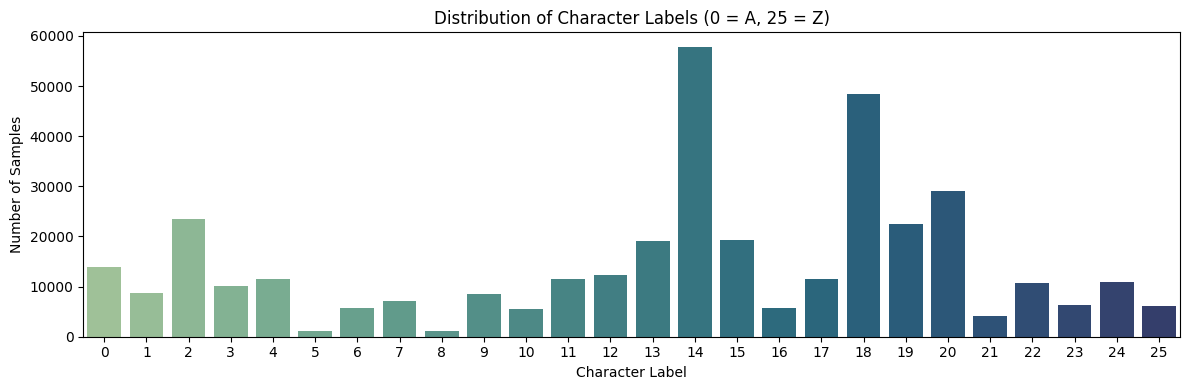 Distribution of Character Labels (0 = A, 25 = Z)
Number of Samples
60000
50000
40000
30000
20000
10000
0
0 1 2 3 4 5 6 7 8 9 10 11 12 13 14 15 16 17 18 19 20 21 22 23 24 25
Character Label